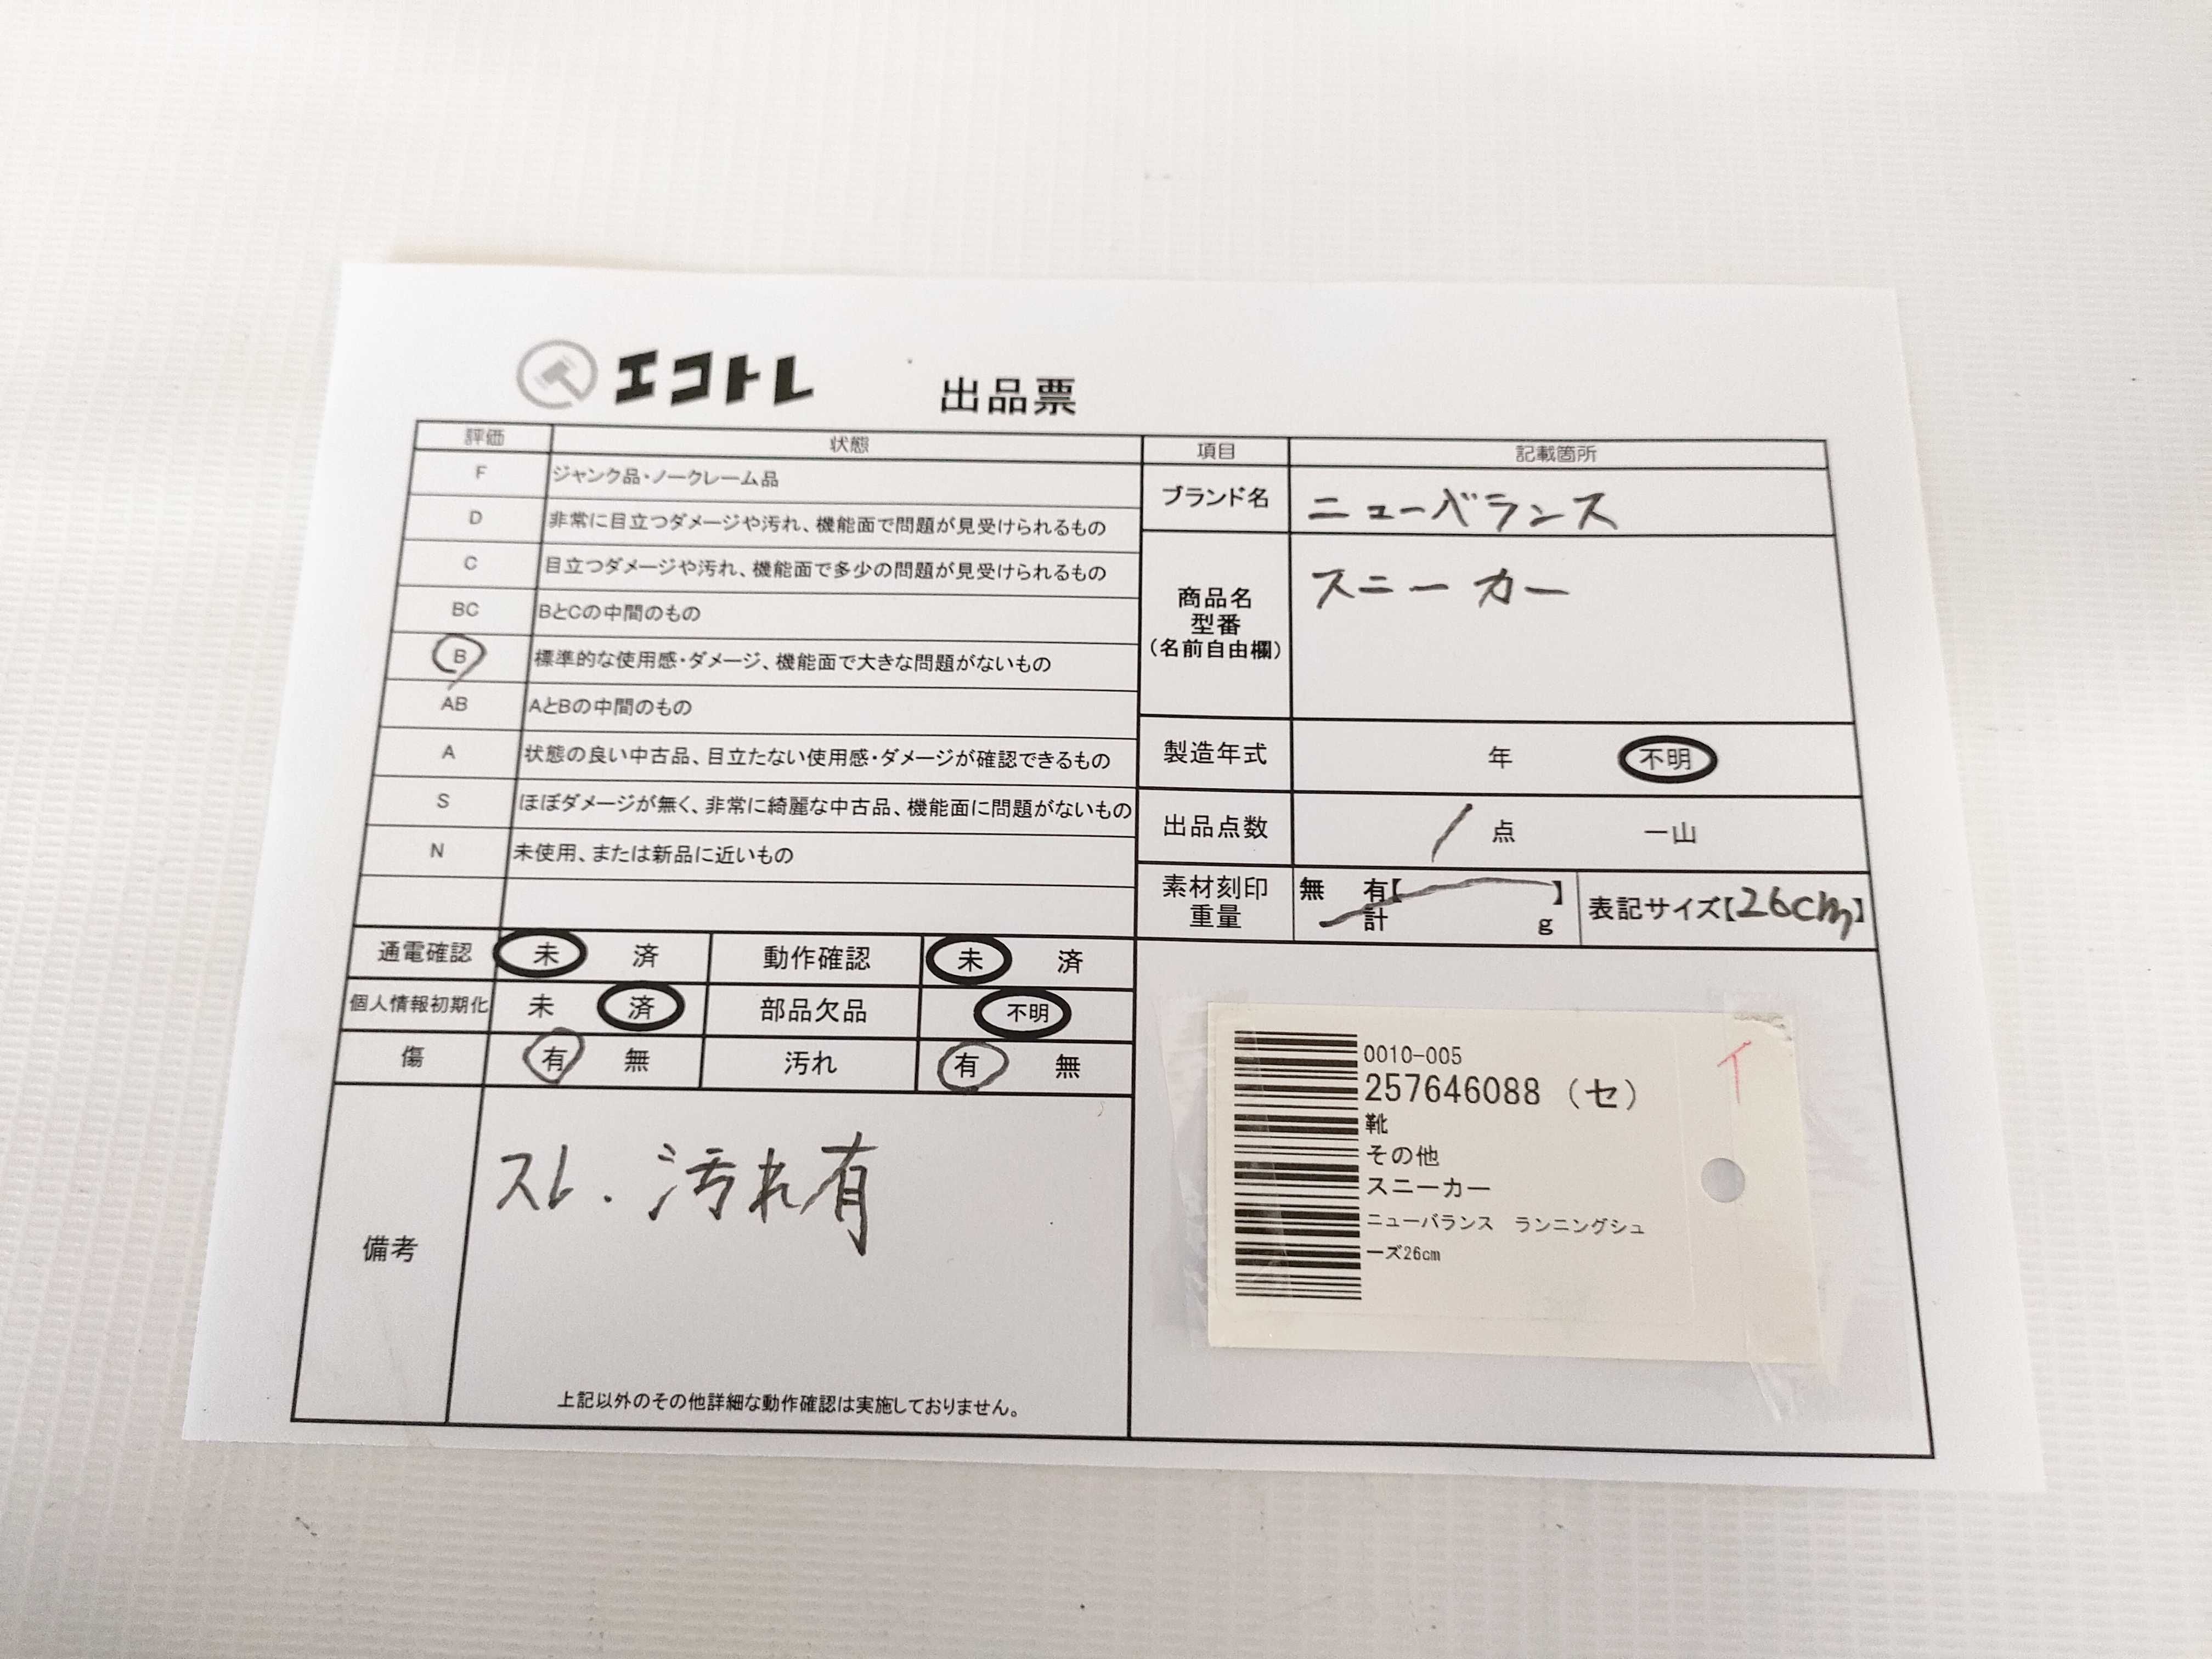 エコトレ 出品票
評価 状態
F ジャンク品・ノークレーム品
D 非常に目立つダメージや汚れ、機能面で問題が見受けられるもの
C 目立つダメージや汚れ、機能面で多少の問題が見受けられるもの
BC BとCの中間のもの
B 標準的な使用感・ダメージ、機能面で大きな問題がないもの
AB AとBの中間のもの
A 状態の良い中古品、目立たない使用感・ダメージが確認できるもの
S ほぼダメージが無く、非常に綺麗な中古品、機能面に問題がないもの
N 未使用、または新品に近いもの
項目 記載箇所
ブランド名 ニューバランス
商品名 スニーカー
型番
(名前自由欄)
製造年式 年 不明
出品点数 1 点 一山
素材刻印 無 有【 】
重量 計 g
表記サイズ【26cm】
通電確認 未 済 動作確認 未 済
個人情報初期化 未 済 部品欠品 不明
傷 有 無 汚れ 有 無
備考 スレ・汚れ有
上記以外のその他詳細な動作確認は実施しておりません。
0010-005
257646088 (セ)
靴
その他
スニーカー
ニューバランス ランニングシュ
ーズ26cm
イ